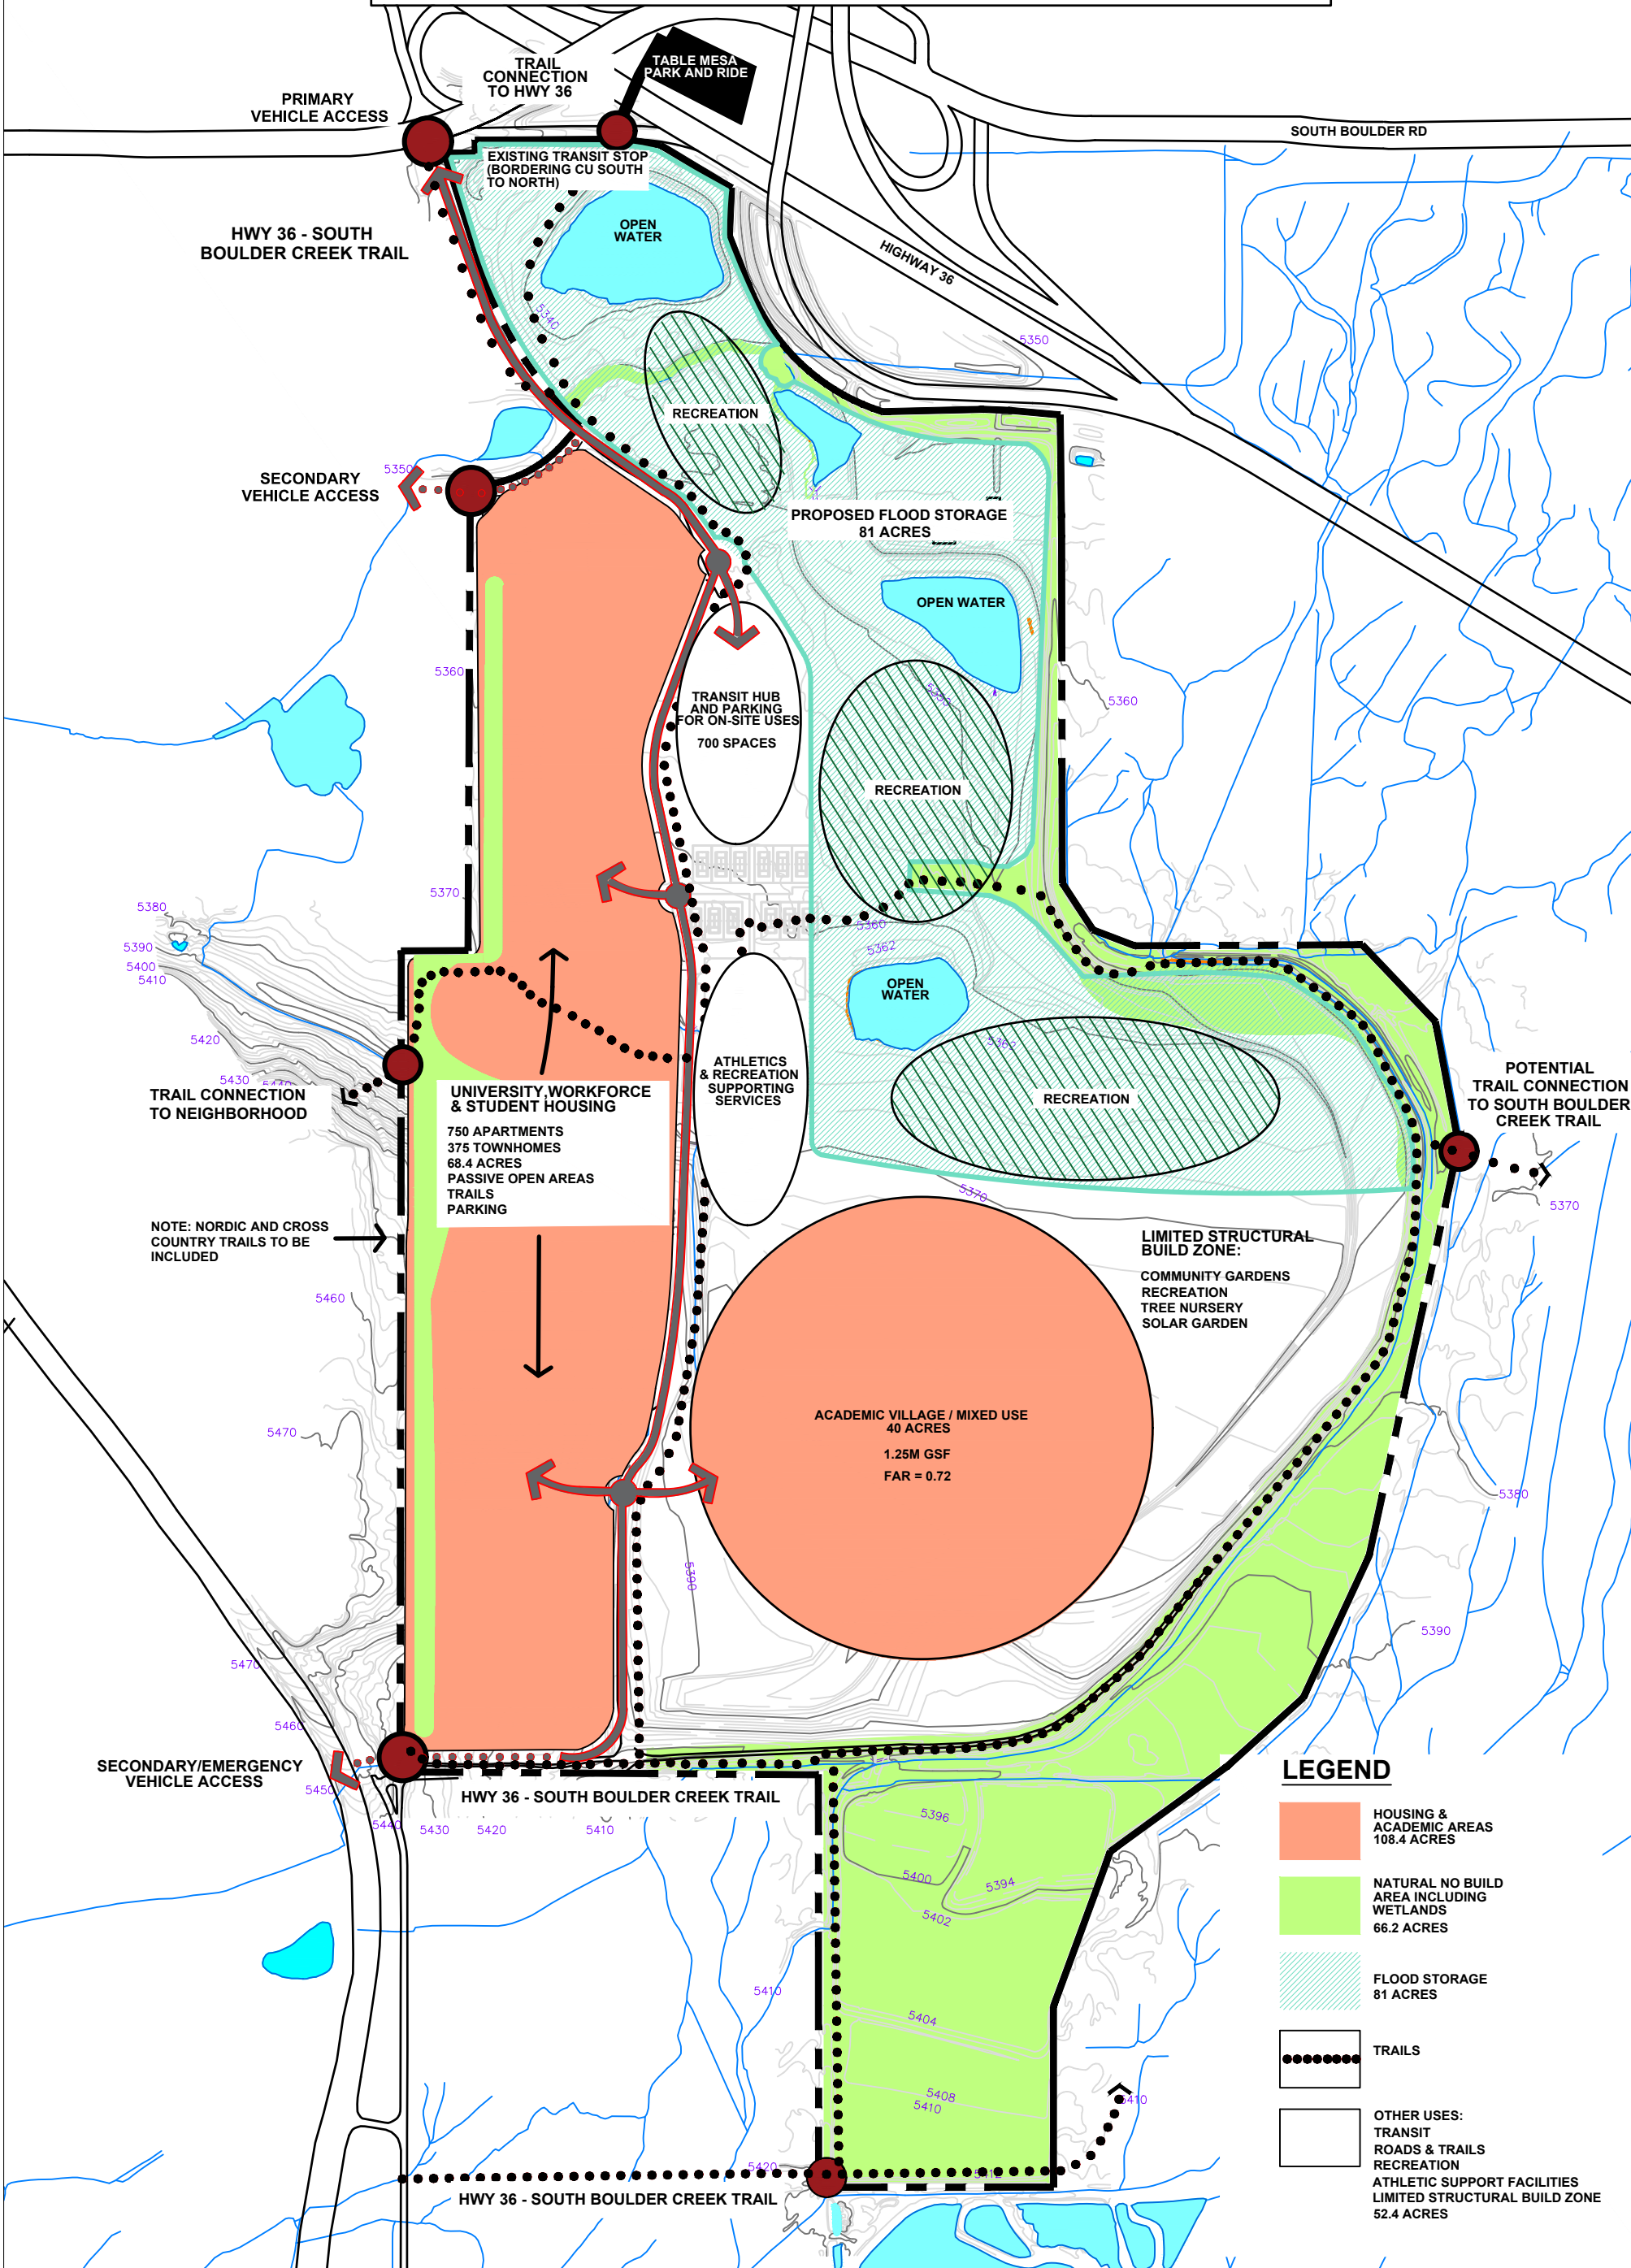 TRAIL
CONNECTION
TO HWY 36
TABLE MESA
PARK AND RIDE
PRIMARY
VEHICLE ACCESS
SOUTH BOULDER RD
EXISTING TRANSIT STOP
(BORDERING CU SOUTH
TO NORTH)
OPEN
WATER
HWY 36 - SOUTH
BOULDER CREEK TRAIL
HIGHWAY 36
5340
5350
RECREATION
5350
SECONDARY
VEHICLE ACCESS
PROPOSED FLOOD STORAGE
81 ACRES
OPEN WATER
5360
5350
5360
TRANSIT HUB
AND PARKING
FOR ON-SITE USES
700 SPACES
RECREATION
5370
5380
5360
5362
5390
5400
5410
OPEN
WATER
5420
5362
5430
5440
TRAIL CONNECTION
TO NEIGHBORHOOD
ATHLETICS
& RECREATION
SUPPORTING
SERVICES
POTENTIAL
TRAIL CONNECTION
TO SOUTH BOULDER
CREEK TRAIL
UNIVERSITY,WORKFORCE
& STUDENT HOUSING
750 APARTMENTS
375 TOWNHOMES
68.4 ACRES
PASSIVE OPEN AREAS
TRAILS
PARKING
RECREATION
5370
5370
NOTE: NORDIC AND CROSS
COUNTRY TRAILS TO BE
INCLUDED
LIMITED STRUCTURAL
BUILD ZONE:
COMMUNITY GARDENS
RECREATION
TREE NURSERY
SOLAR GARDEN
5460
ACADEMIC VILLAGE / MIXED USE
40 ACRES
1.25M GSF
FAR = 0.72
5470
5380
5390
5390
5470
5460
SECONDARY/EMERGENCY
VEHICLE ACCESS
5450
HWY 36 - SOUTH BOULDER CREEK TRAIL
5440
5430
5420
5410
5396
5400
5394
5402
5410
5404
5408
5410
5410
5420
5412
HWY 36 - SOUTH BOULDER CREEK TRAIL
LEGEND
HOUSING &
ACADEMIC AREAS
108.4 ACRES
NATURAL NO BUILD
AREA INCLUDING
WETLANDS
66.2 ACRES
FLOOD STORAGE
81 ACRES
TRAILS
OTHER USES:
TRANSIT
ROADS & TRAILS
RECREATION
ATHLETIC SUPPORT FACILITIES
LIMITED STRUCTURAL BUILD ZONE
52.4 ACRES